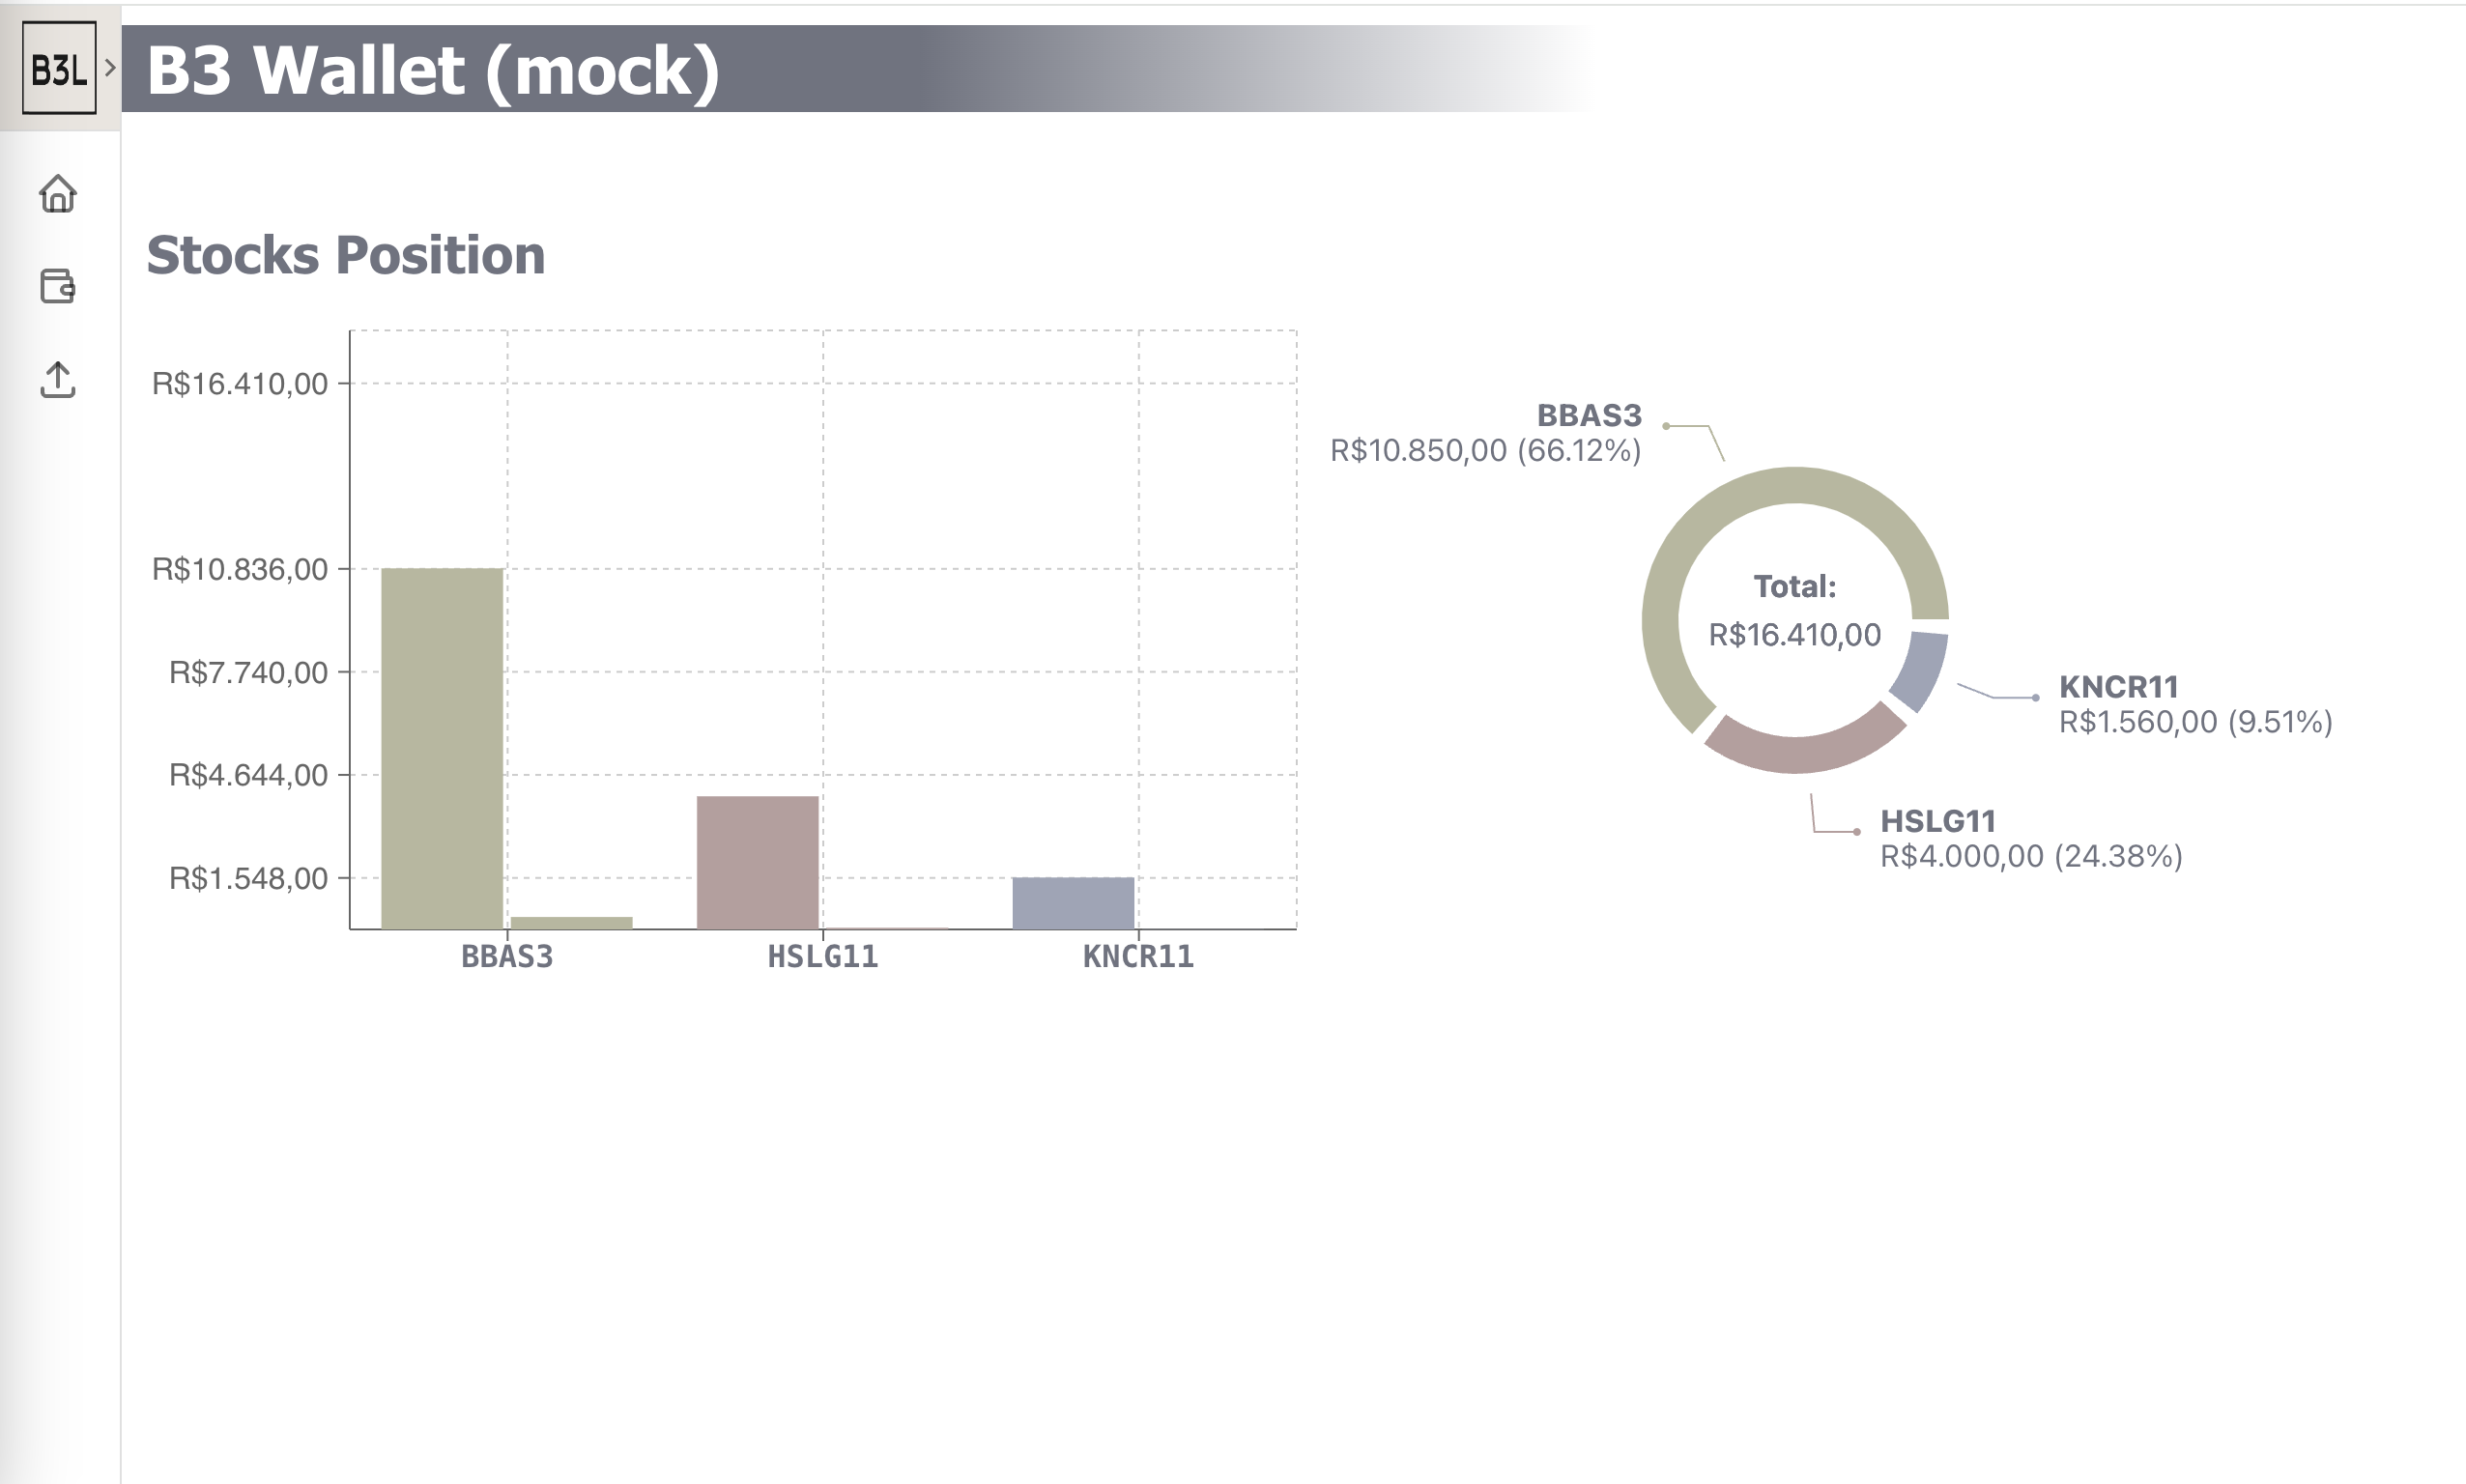 B3L
B3 Wallet (mock)
Stocks Position
R$16.410,00
R$10.836,00
R$7.740,00
R$4.644,00
R$1.548,00
BBAS3
HSLG11
KNCR11
BBAS3
R$10.850,00 (66.12%)
Total:
R$16.410,00
KNCR11
R$1.560,00 (9.51%)
HSLG11
R$4.000,00 (24.38%)